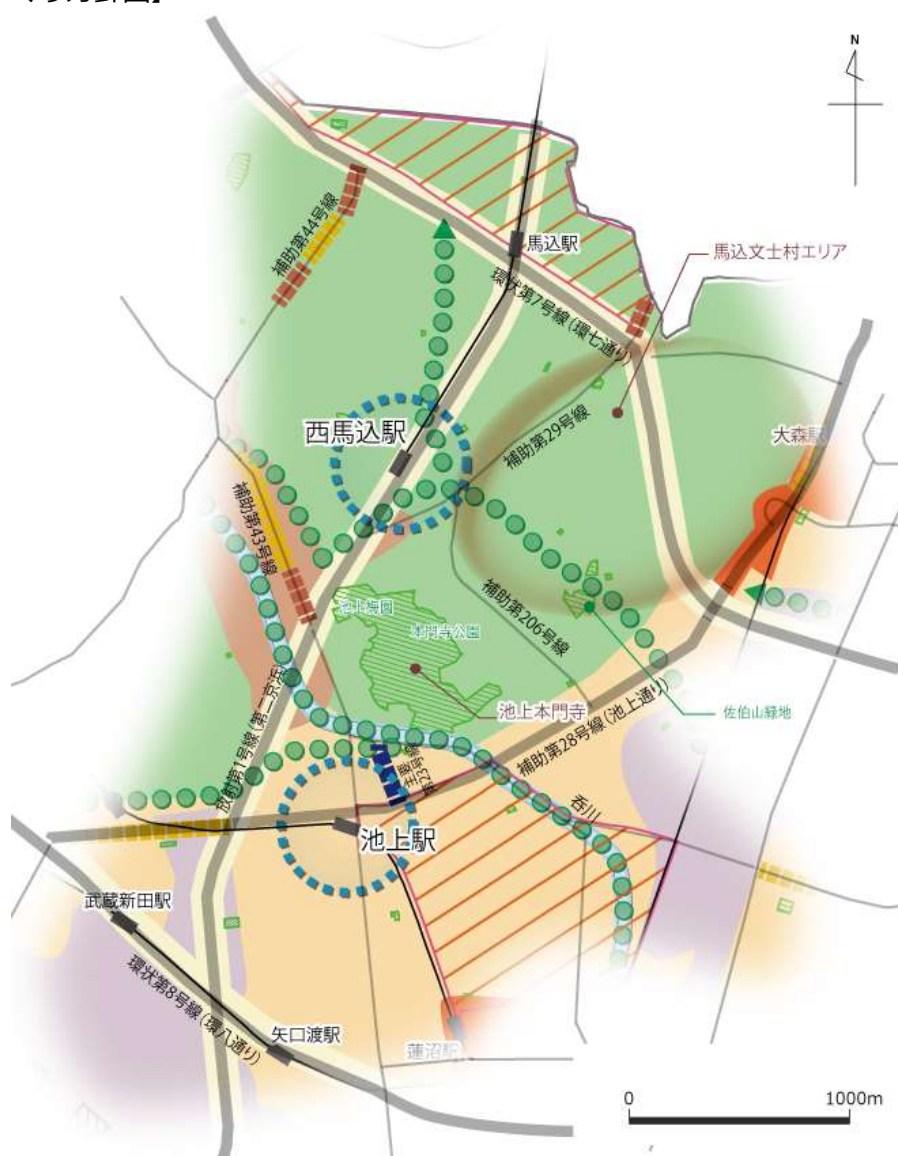 N
補助第44号線
馬込駅
馬込文士村エリア
環状第7号線（環七通り）
西馬込駅
補助第29号線
大森駅
補助第43号線
池上梅園
本門寺公園
補助第206号線
池上本門寺
佐伯山緑地
放射第1号線（第二京浜）
補助第28号線（池上通り）
呑川
池上駅
武蔵新田駅
環状第8号線（環八通り）
矢口渡駅
蓮沼駅
0
1000m